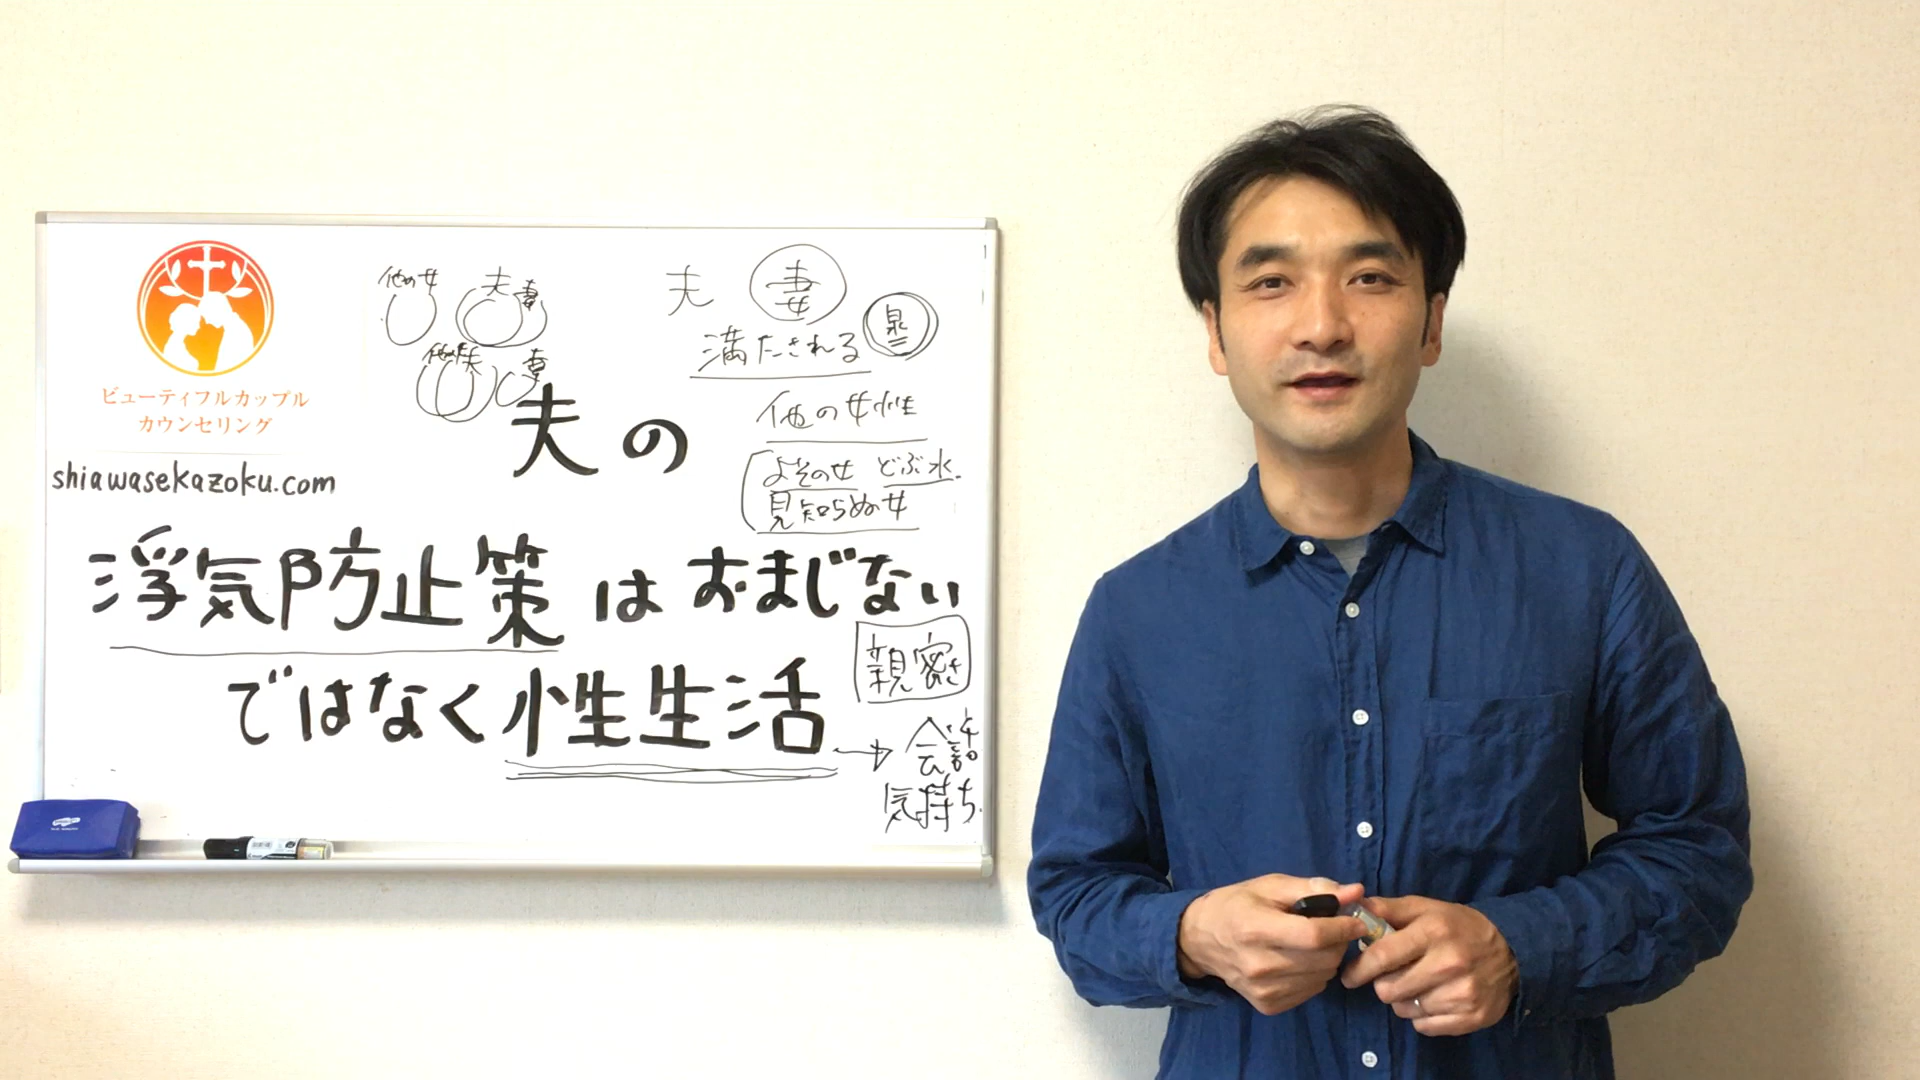 ビューティフルカップル
カウンセリング
shiawasekazoku.com
他の女 夫 妻
夫 妻
夫 妻
満たされる 泉
他の女性
よその女 どぶ水
見知らぬ女
夫の
浮気防止策はおまじない
ではなく性生活
親密さ
会話
気持ち